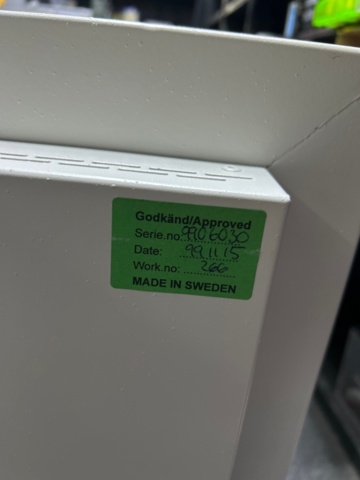 Godkänd/Approved
Serie.no: 9906030
Date: 99.11.15
Work.no: 266
MADE IN SWEDEN